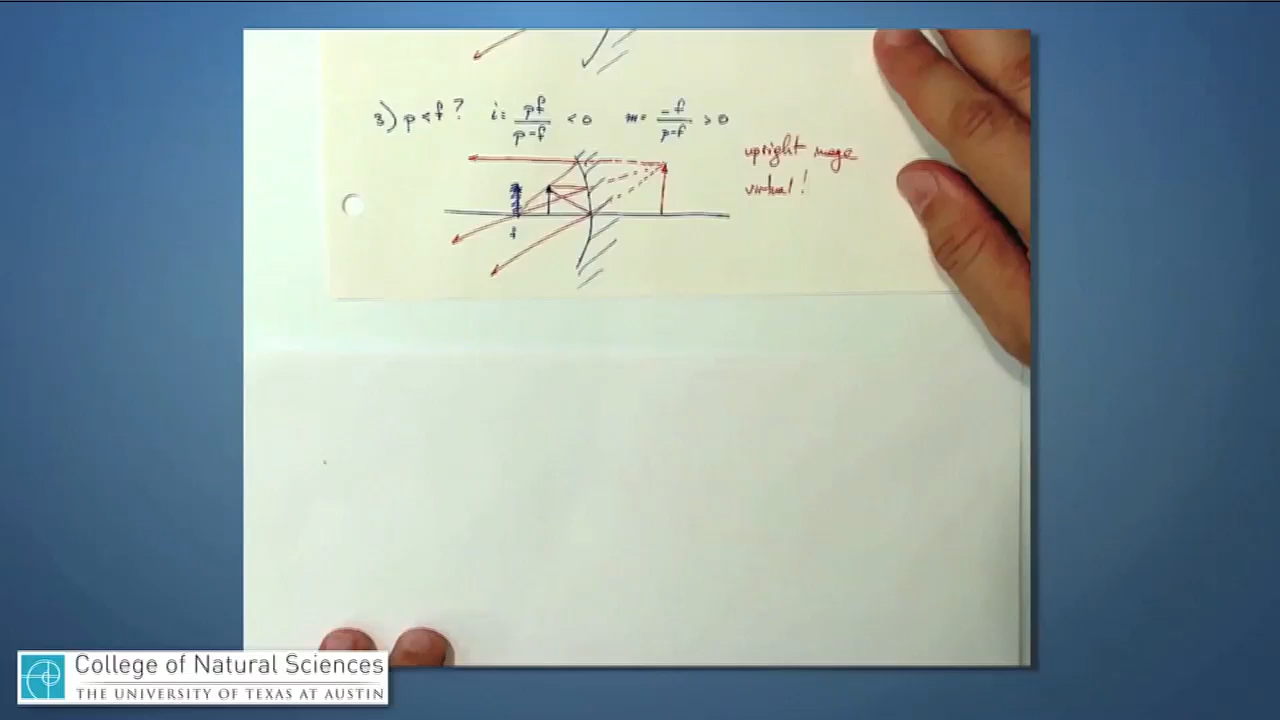 3) p < f ? i = pf / p-f < 0 m = -f / p-f > 0
upright image
virtual !
f
College of Natural Sciences
THE UNIVERSITY OF TEXAS AT AUSTIN